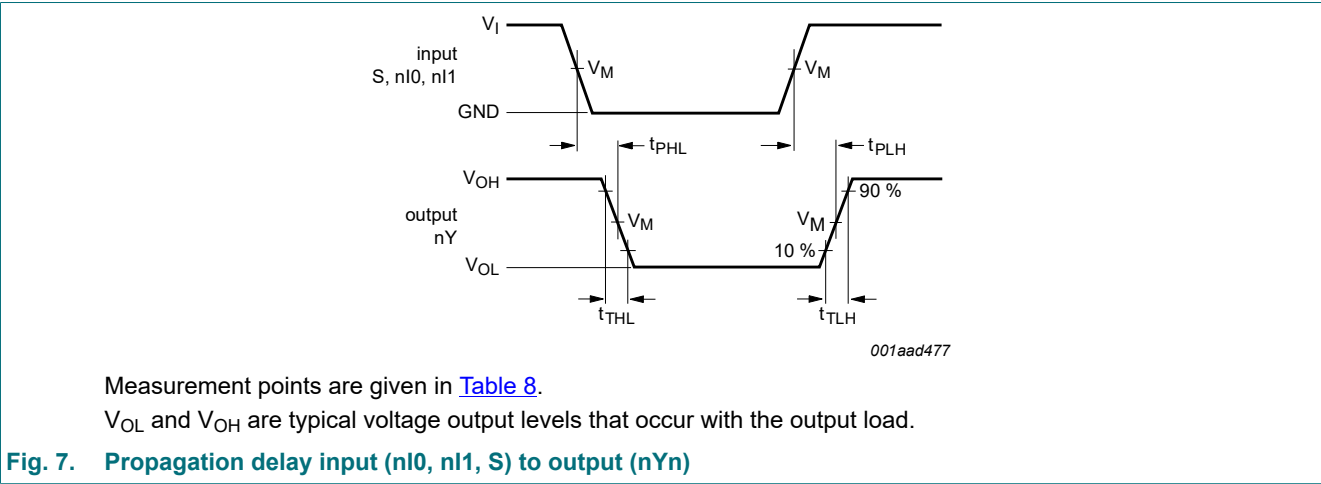 VI
input
S, nI0, nI1
VM
VM
GND
tPHL
tPLH
VOH
90 %
output
nY
VM
VM
10 %
VOL
tTHL
tTLH
001aad477
Measurement points are given in Table 8.
VOL and VOH are typical voltage output levels that occur with the output load.
Fig. 7. Propagation delay input (nI0, nI1, S) to output (nYn)